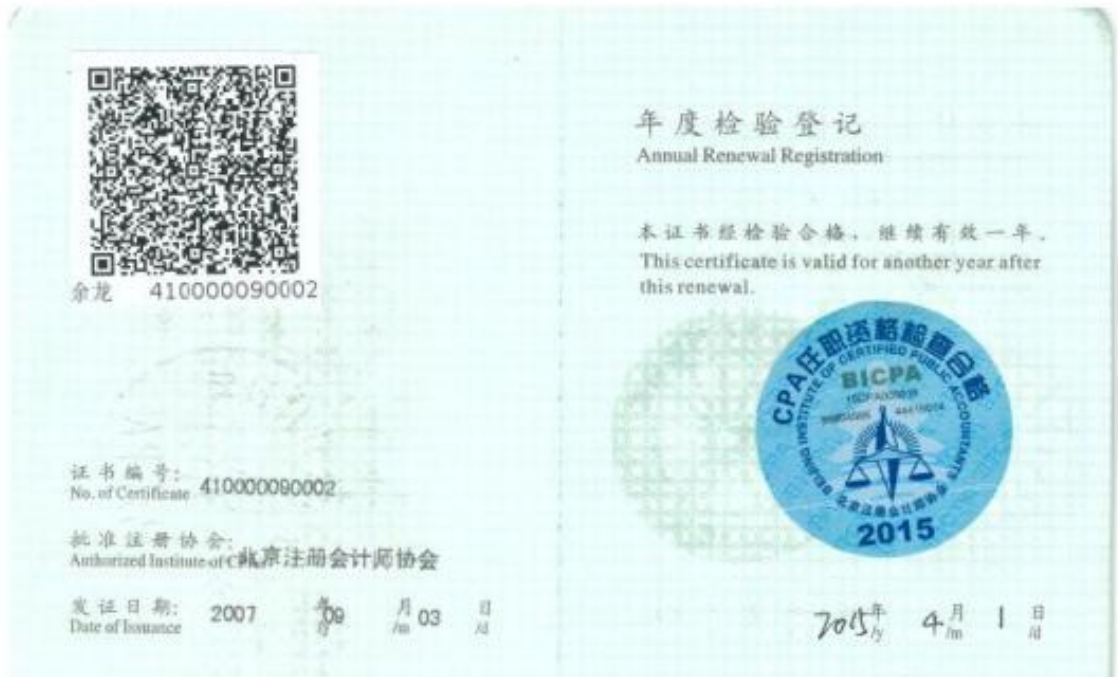 余龙 410000090002
证书编号:
No. of Certificate 410000090002
批准注册协会:
Authorized Institute of 北京注册会计师协会
发证日期: 2007 年 09 月 03 日
Date of Issuance /y /m /d
年度检验登记
Annual Renewal Registration
本证书经检验合格，继续有效一年。
This certificate is valid for another year after
this renewal.
CPA任职资格检查合格
BEIJING INSTITUTE OF CERTIFIED PUBLIC ACCOUNTANTS
BICPA
北京注册会计师协会
2015
2015年 4月 1日
/y /m /d